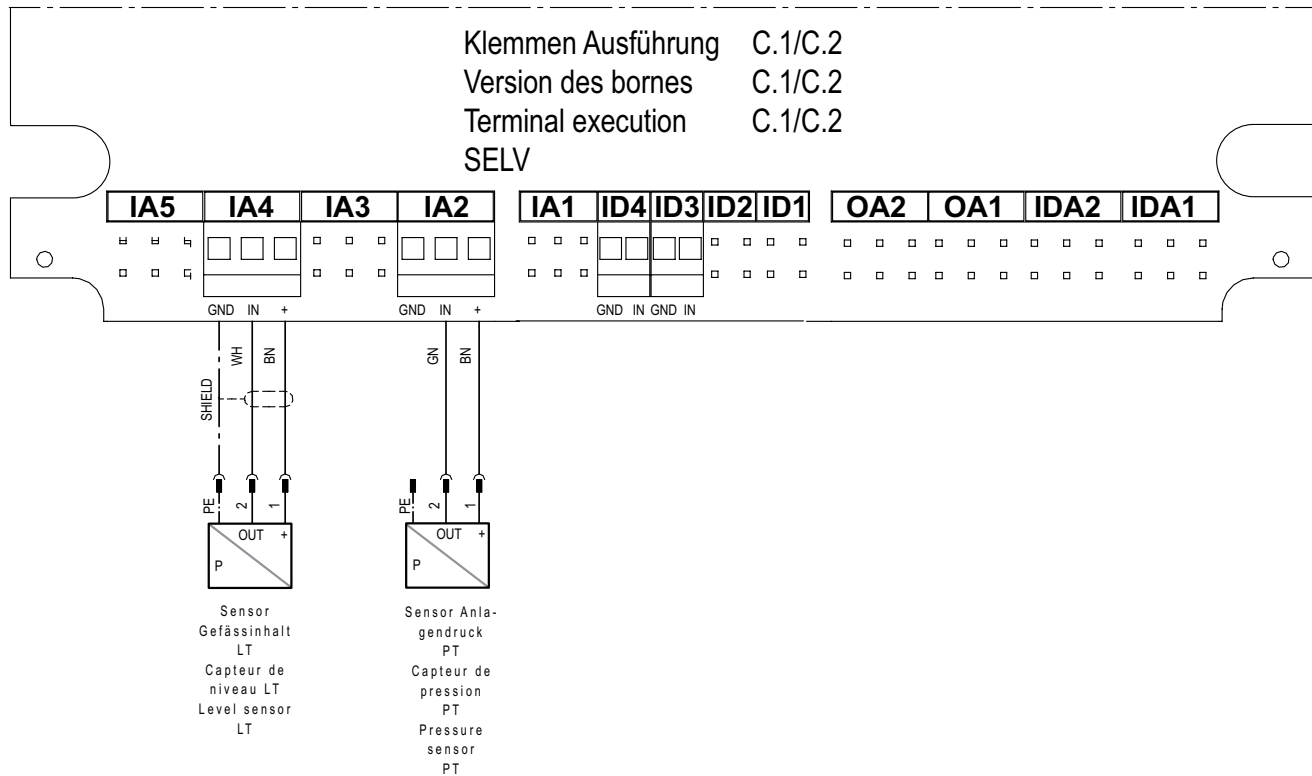 Klemmen Ausführung C.1/C.2
Version des bornes C.1/C.2
Terminal execution C.1/C.2
SELV
IA5 IA4 IA3 IA2 IA1 ID4 ID3 ID2 ID1 OA2 OA1 IDA2 IDA1
GND IN + GND IN + GND IN GND IN
SHIELD WH BN GN BN
PE 2 1 PE 2 1
OUT + OUT +
P P
Sensor
Gefässinhalt
LT
Capteur de
niveau LT
Level sensor
LT
Sensor Anla-
gendruck
PT
Capteur de
pression
PT
Pressure
sensor
PT